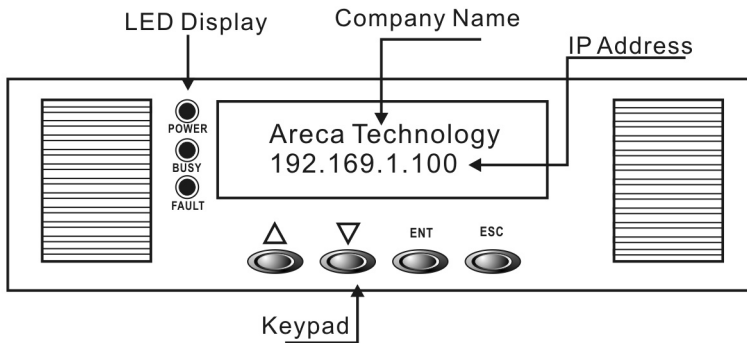 LED Display
Company Name
IP Address
POWER
BUSY
FAULT
Areca Technology
192.169.1.100
ENT
ESC
Keypad